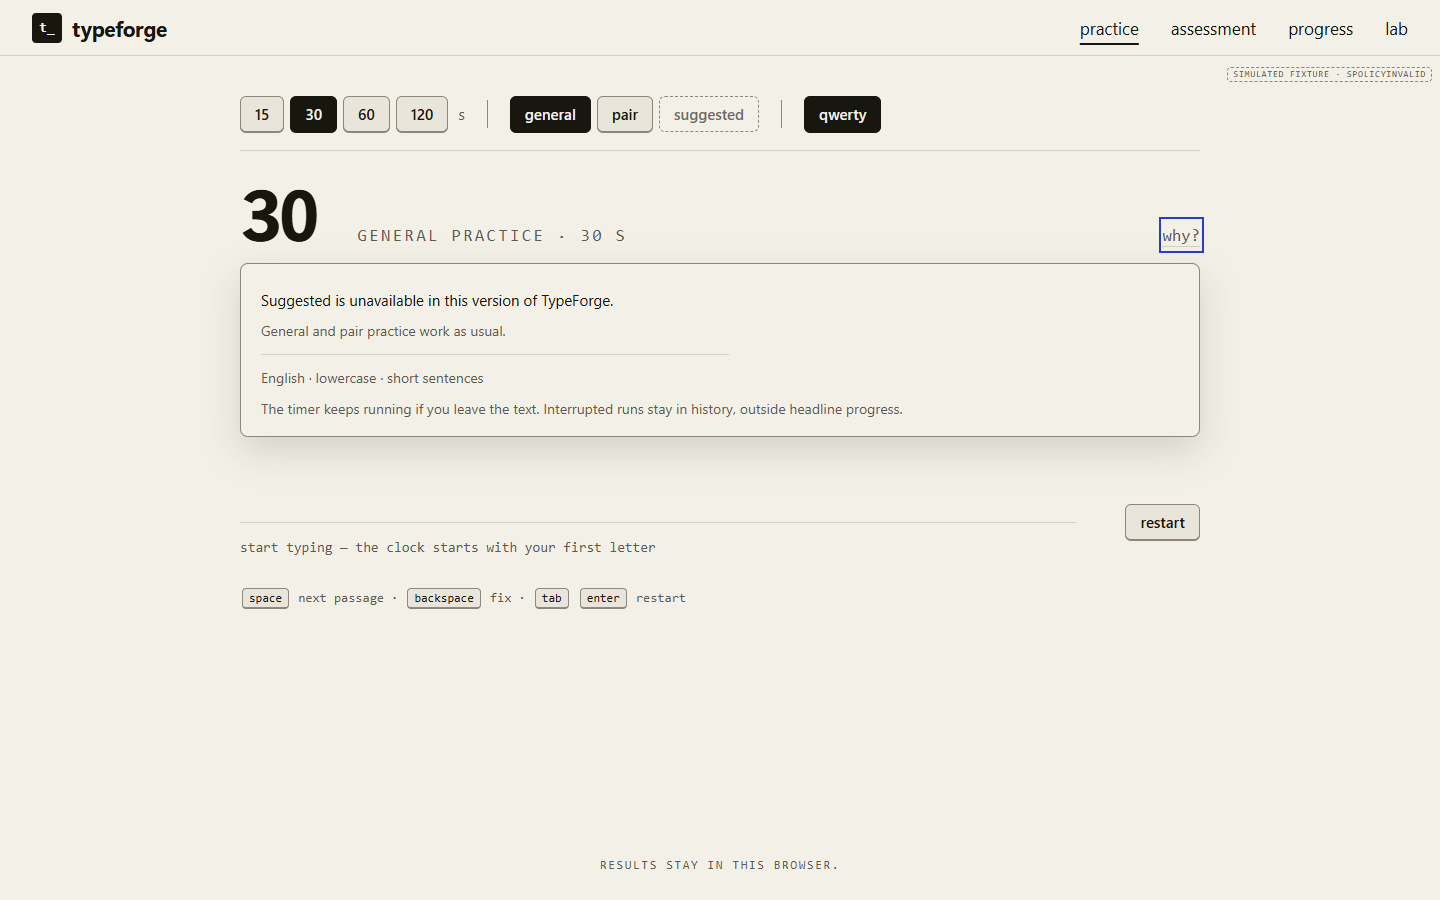 t_ typeforge practice assessment progress lab
SIMULATED FIXTURE · SPOLICYINVALID
15 30 60 120 s general pair suggested qwerty
30 GENERAL PRACTICE · 30 S why?
Suggested is unavailable in this version of TypeForge.
General and pair practice work as usual.
English · lowercase · short sentences
The timer keeps running if you leave the text. Interrupted runs stay in history, outside headline progress.
restart
start typing — the clock starts with your first letter
space next passage · backspace fix · tab enter restart
RESULTS STAY IN THIS BROWSER.